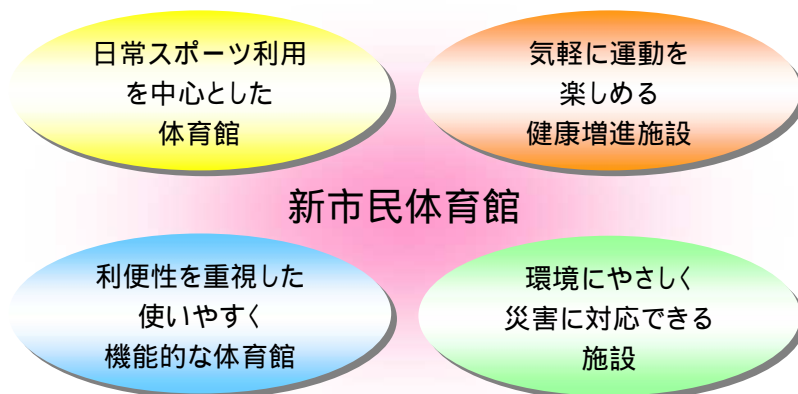 日常スポーツ利用
を中心とした
体育館
気軽に運動を
楽しめる
健康増進施設
新市民体育館
利便性を重視した
使いやすく
機能的な体育館
環境にやさしく
災害に対応できる
施設